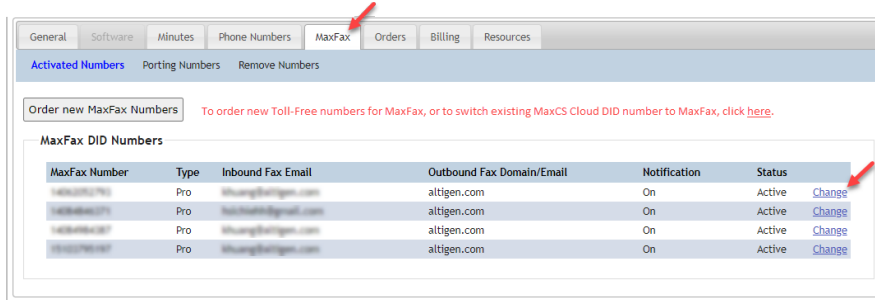 General Software Minutes Phone Numbers MaxFax Orders Billing Resources
Activated Numbers Porting Numbers Remove Numbers
Order new MaxFax Numbers To order new Toll-Free numbers for MaxFax, or to switch existing MaxCS Cloud DID number to MaxFax, click here.
MaxFax DID Numbers
MaxFax Number Type Inbound Fax Email Outbound Fax Domain/Email Notification Status
Pro altigen.com On Active Change
Pro altigen.com On Active Change
Pro altigen.com On Active Change
Pro altigen.com On Active Change